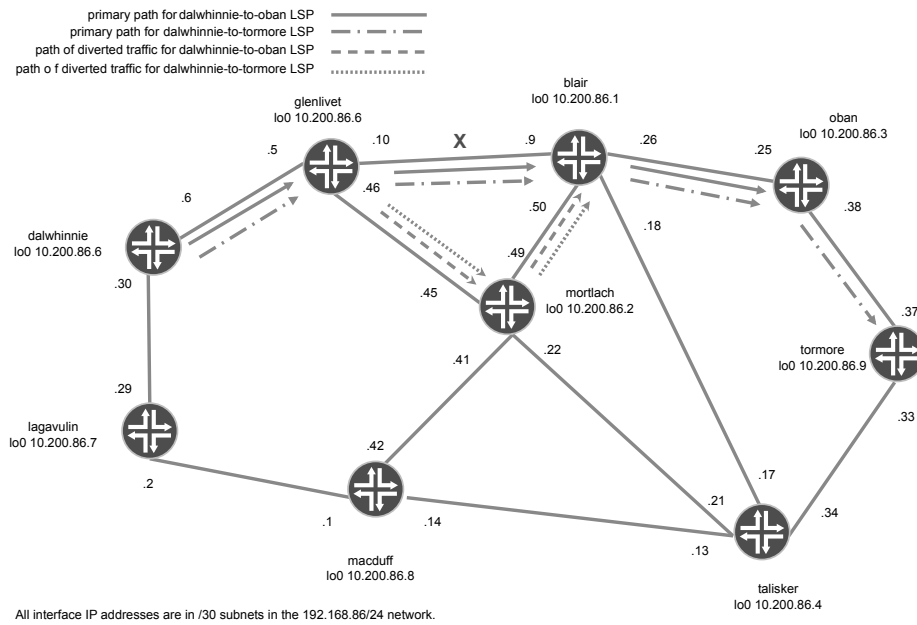 primary path for dalwhinnie-to-oban LSP
primary path for dalwhinnie-to-tormore LSP
path of diverted traffic for dalwhinnie-to-oban LSP
path o f diverted traffic for dalwhinnie-to-tormore LSP
glenlivet
lo0 10.200.86.6
blair
lo0 10.200.86.1
oban
lo0 10.200.86.3
.5
.10
X
.9
.26
.25
.6
.46
.50
.18
.38
dalwhinnie
lo0 10.200.86.6
.30
.49
.45
mortlach
lo0 10.200.86.2
.37
tormore
lo0 10.200.86.9
.41
.22
.29
.33
lagavulin
lo0 10.200.86.7
.42
.2
.17
.21
.34
.1
.14
.13
macduff
lo0 10.200.86.8
talisker
lo0 10.200.86.4
All interface IP addresses are in /30 subnets in the 192.168.86/24 network.